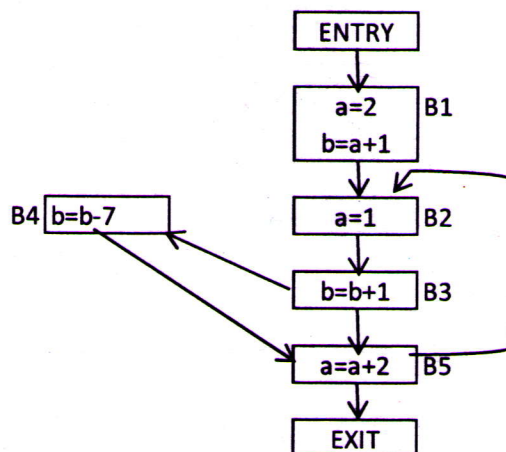 ENTRY
a=2
b=a+1
B1
a=1
B2
B4
b=b-7
b=b+1
B3
a=a+2
B5
EXIT